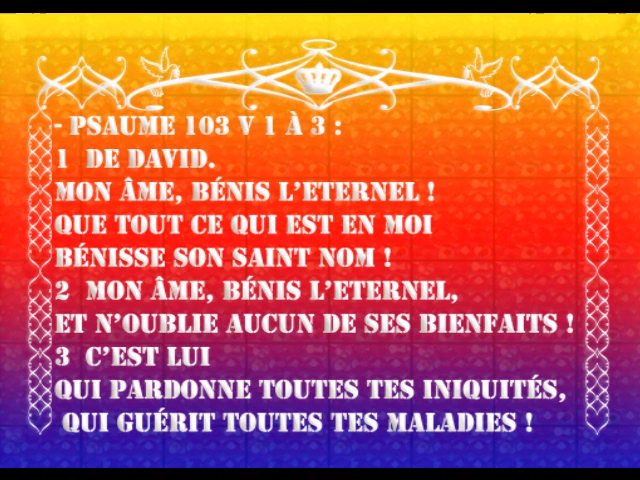 - PSAUME 103 V 1 À 3 :
1 DE DAVID.
MON ÂME, BÉNIS L'ETERNEL !
QUE TOUT CE QUI EST EN MOI
BÉNISSE SON SAINT NOM !
2 MON ÂME, BÉNIS L'ETERNEL,
ET N'OUBLIE AUCUN DE SES BIENFAITS !
3 C'EST LUI
QUI PARDONNE TOUTES TES INIQUITÉS,
QUI GUÉRIT TOUTES TES MALADIES !